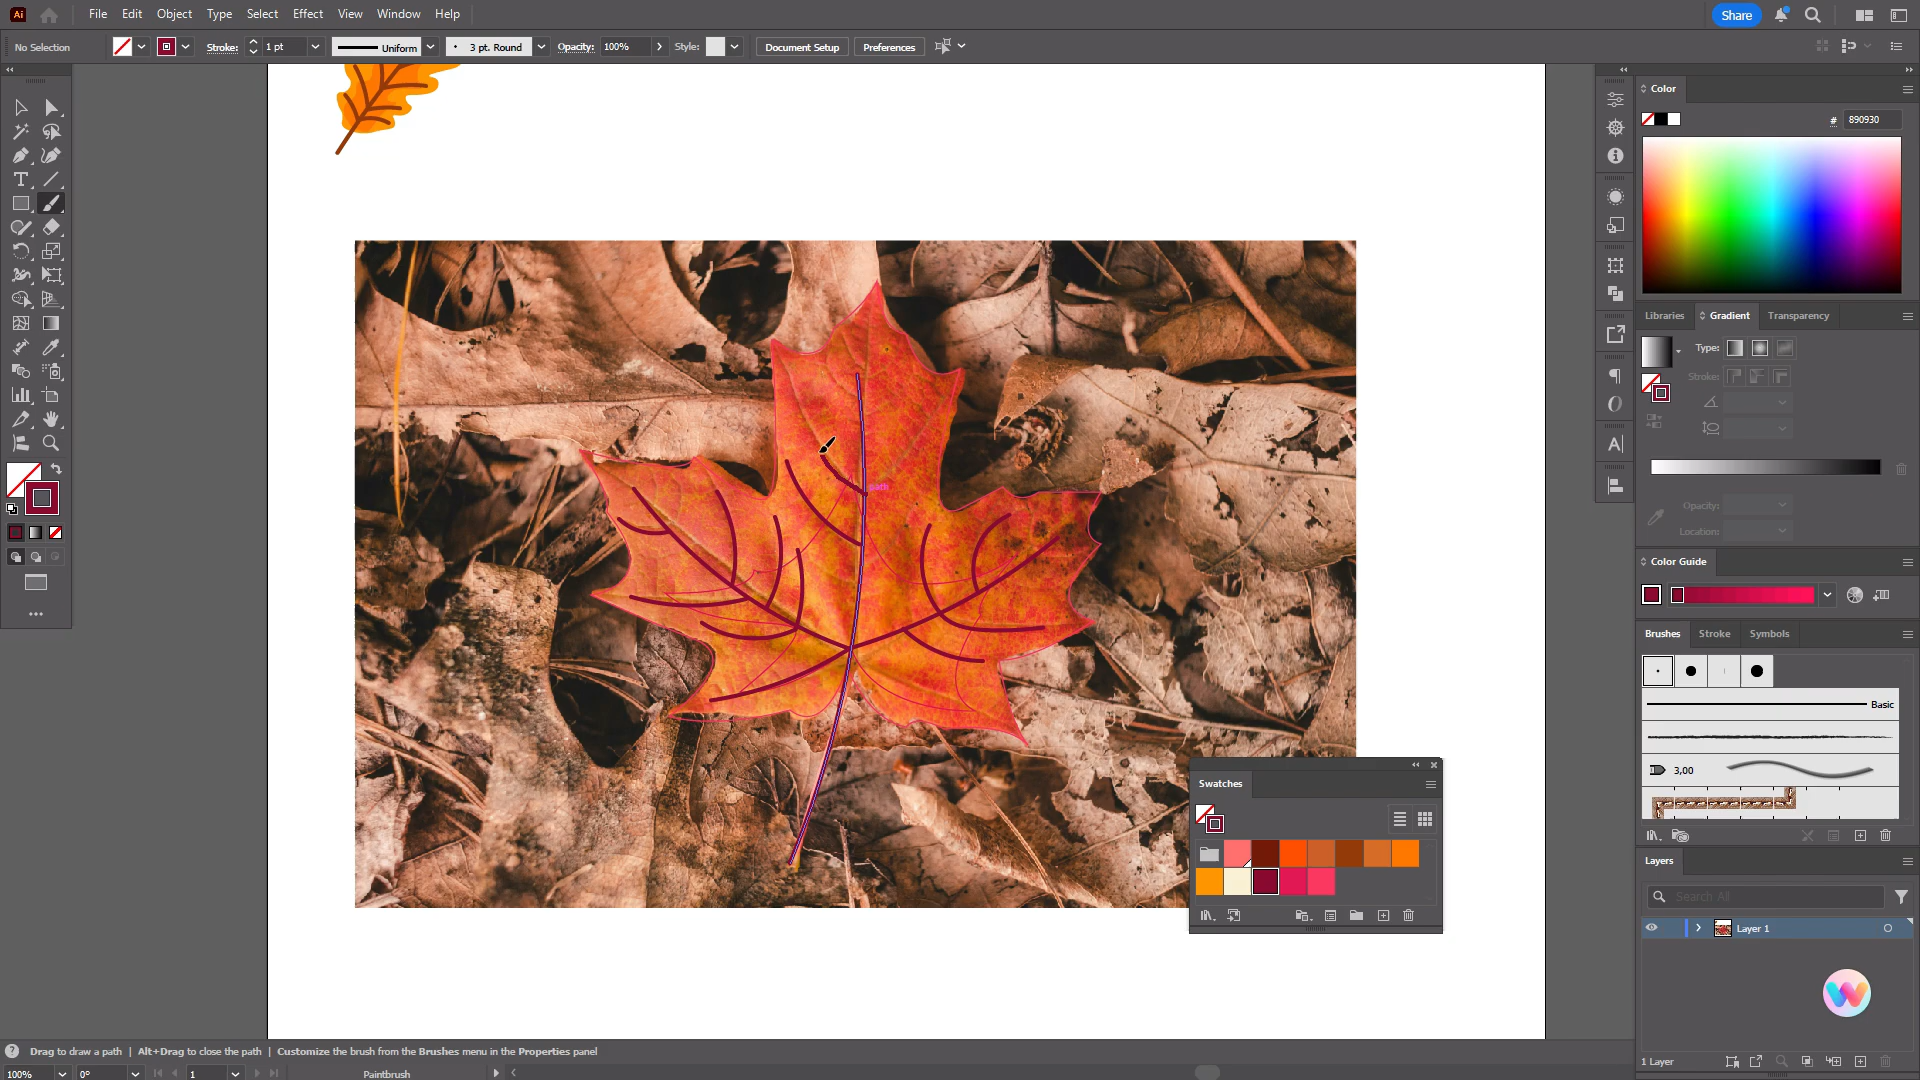 Ai File Edit Object Type Select Effect View Window Help Share
No Selection Stroke: 1 pt Uniform 3 pt. Round Opacity: 100% Style: Document Setup Preferences
Color
# 890930
Libraries Gradient Transparency
Type:
Stroke:
path
Opacity:
Location:
Color Guide
Brushes Stroke Symbols
Basic
3,00
Swatches
Layers
Search All
Layer 1
Drag to draw a path | Alt+Drag to close the path | Customize the brush from the Brushes menu in the Properties panel
1 Layer
100% 0° 1 Paintbrush